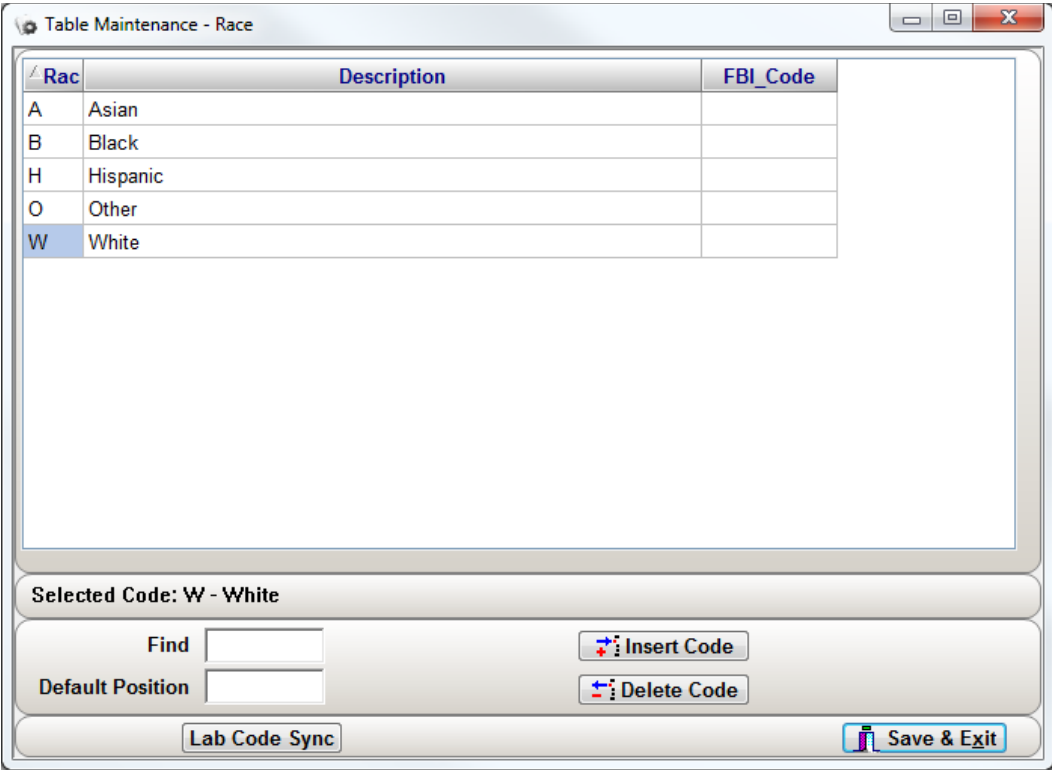 Table Maintenance - Race
Rac Description FBI_Code
A Asian
B Black
H Hispanic
O Other
W White
Selected Code: W - White
Find
Insert Code
Default Position
Delete Code
Lab Code Sync
Save & Exit